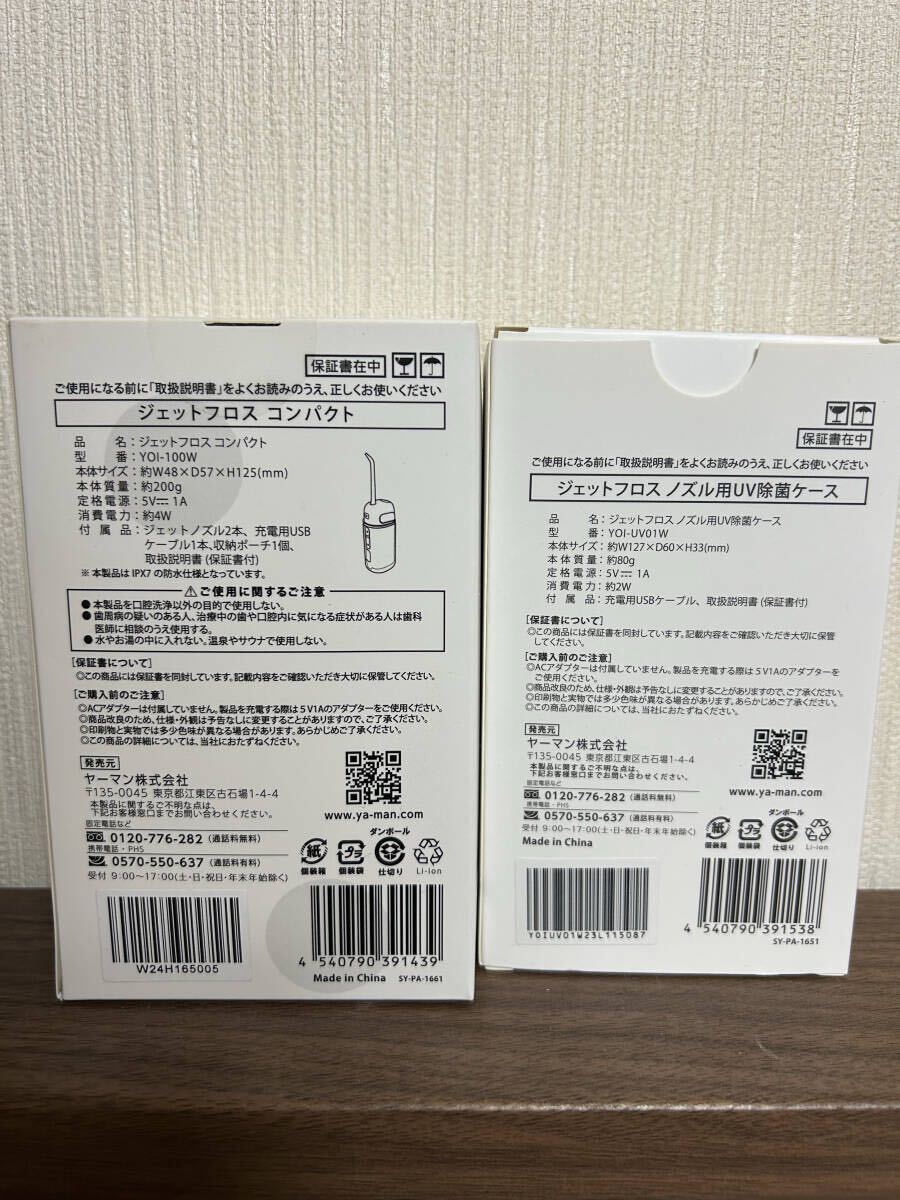 保証書在中
ご使用になる前に「取扱説明書」をよくお読みのうえ、正しくお使いください
ジェットフロス コンパクト
品　　名：ジェットフロス コンパクト
型　　番：YOI-100W
本体サイズ：約W48×D57×H125(mm)
本体質量：約200g
定格電源：5V⎓1A
消費電力：約4W
付 属 品：ジェットノズル2本、充電用USB
ケーブル1本、収納ポーチ1個、
取扱説明書(保証書付)
※本製品はIPX7の防水仕様となっています。
⚠ご使用に関するご注意
●本製品を口腔洗浄以外の目的で使用しない。
●歯周病の疑いのある人、治療中の歯や口腔内に気になる症状がある人は歯科
医師に相談のうえ使用する。
●水やお湯の中に入れない。温泉やサウナで使用しない。
[保証書について]
◎この商品には保証書を同封しています。記載内容をご確認いただき大切に保管してください。
[ご購入前のご注意]
◎ACアダプターは付属していません。製品を充電する際は5V1Aのアダプターをご使用ください。
◎商品改良のため、仕様・外観は予告なしに変更することがありますので、ご了承ください。
◎印刷物と実物では多少色味が異なる場合があります。あらかじめご了承ください。
◎この商品の詳細については、当社におたずねください。
発売元
ヤーマン株式会社
〒135-0045 東京都江東区古石場1-4-4
本製品に関するご不明な点は、
下記お客様窓口までお問い合わせください。
www.ya-man.com
固定電話など
0120-776-282（通話料無料）
携帯電話・PHS
0570-550-637（通話料有料）
受付 9:00〜17:00(土・日・祝日・年末年始除く)
紙
個装箱
プラ
個装袋
ダンボール
仕切り
Li-ion
W24H165005
4 540790 391439
Made in China SY-PA-1661
保証書在中
ご使用になる前に「取扱説明書」をよくお読みのうえ、正しくお使いください
ジェットフロス ノズル用UV除菌ケース
品　　名：ジェットフロス ノズル用UV除菌ケース
型　　番：YOI-UV01W
本体サイズ：約W127×D60×H33(mm)
本体質量：約80g
定格電源：5V⎓1A
消費電力：約2W
付 属 品：充電用USBケーブル、取扱説明書(保証書付)
[保証書について]
◎この商品には保証書を同封しています。記載内容をご確認いただき大切に保管
してください。
[ご購入前のご注意]
◎ACアダプターは付属していません。製品を充電する際は5V1Aのアダプターを
ご使用ください。
◎商品改良のため、仕様・外観は予告なしに変更することがありますので、ご了承ください。
◎印刷物と実物では多少色味が異なる場合があります。あらかじめご了承ください。
◎この商品の詳細については、当社におたずねください。
発売元
ヤーマン株式会社
〒135-0045 東京都江東区古石場1-4-4
本製品に関するご不明な点は、
下記お客様窓口までお問い合わせください。
www.ya-man.com
固定電話など
0120-776-282（通話料無料）
携帯電話・PHS
0570-550-637（通話料有料）
受付 9:00〜17:00(土・日・祝日・年末年始除く)
Made in China
紙
個装箱
プラ
個装袋
ダンボール
仕切り
Li-ion
YOIUV01W23L115087
4 540790 391538
SY-PA-1651